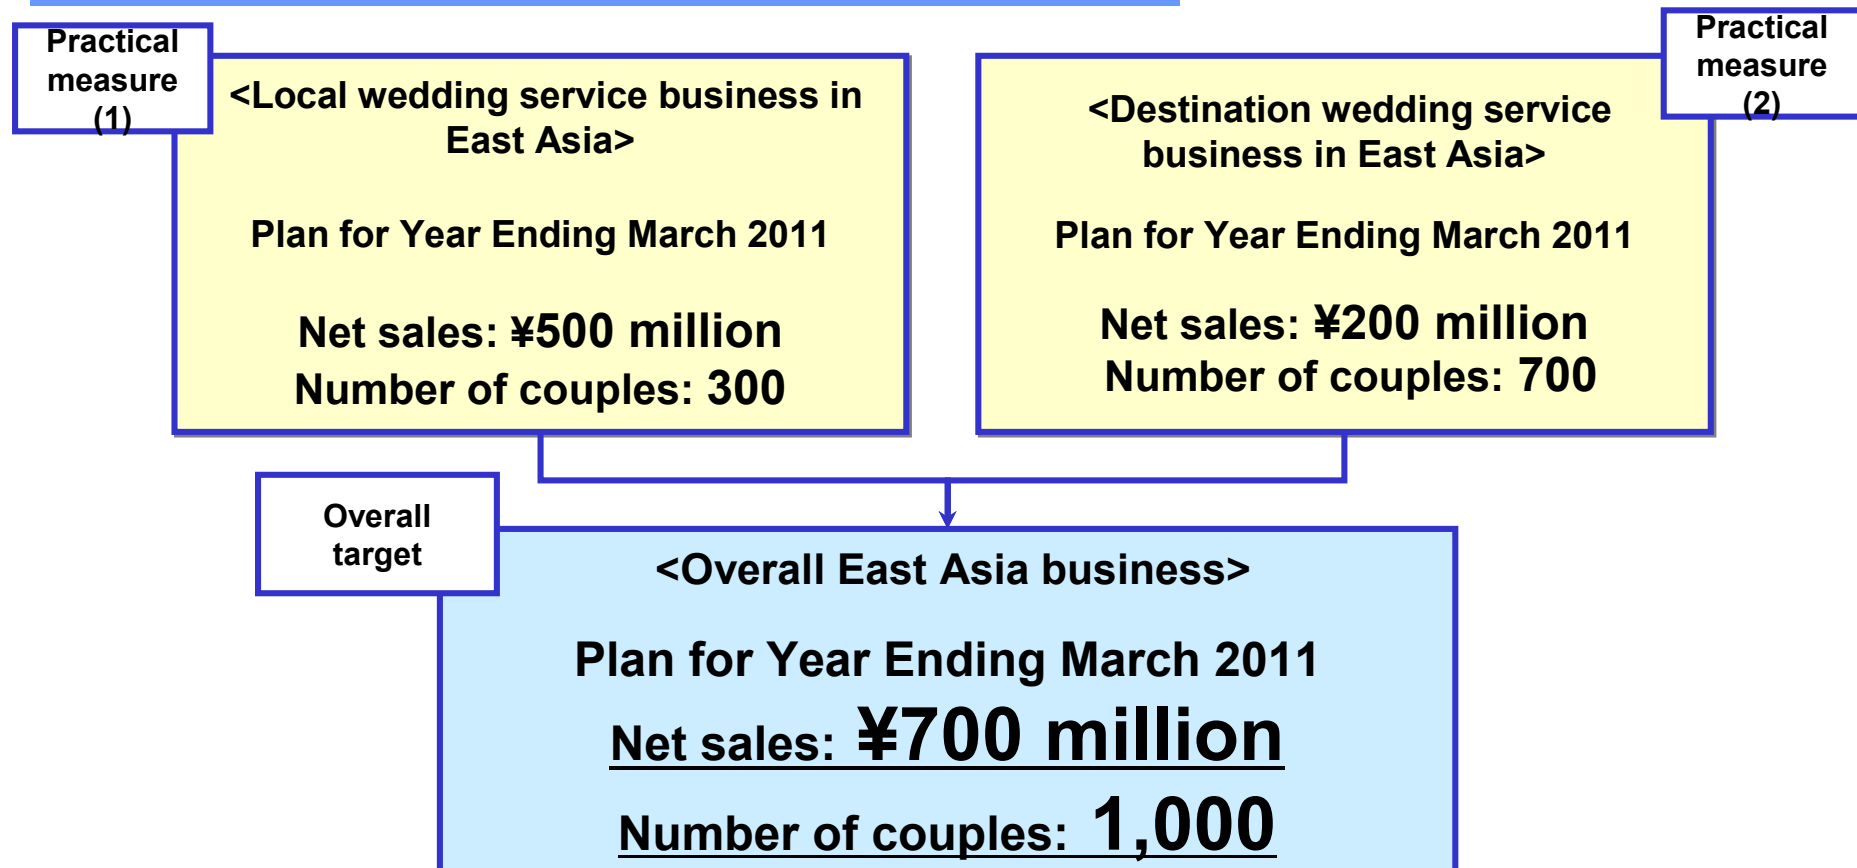 Practical
measure
(1)
<Local wedding service business in
East Asia>
Plan for Year Ending March 2011
Net sales: ¥500 million
Number of couples: 300
Practical
measure
(2)
<Destination wedding service
business in East Asia>
Plan for Year Ending March 2011
Net sales: ¥200 million
Number of couples: 700
Overall
target
<Overall East Asia business>
Plan for Year Ending March 2011
Net sales: ¥700 million
Number of couples: 1,000